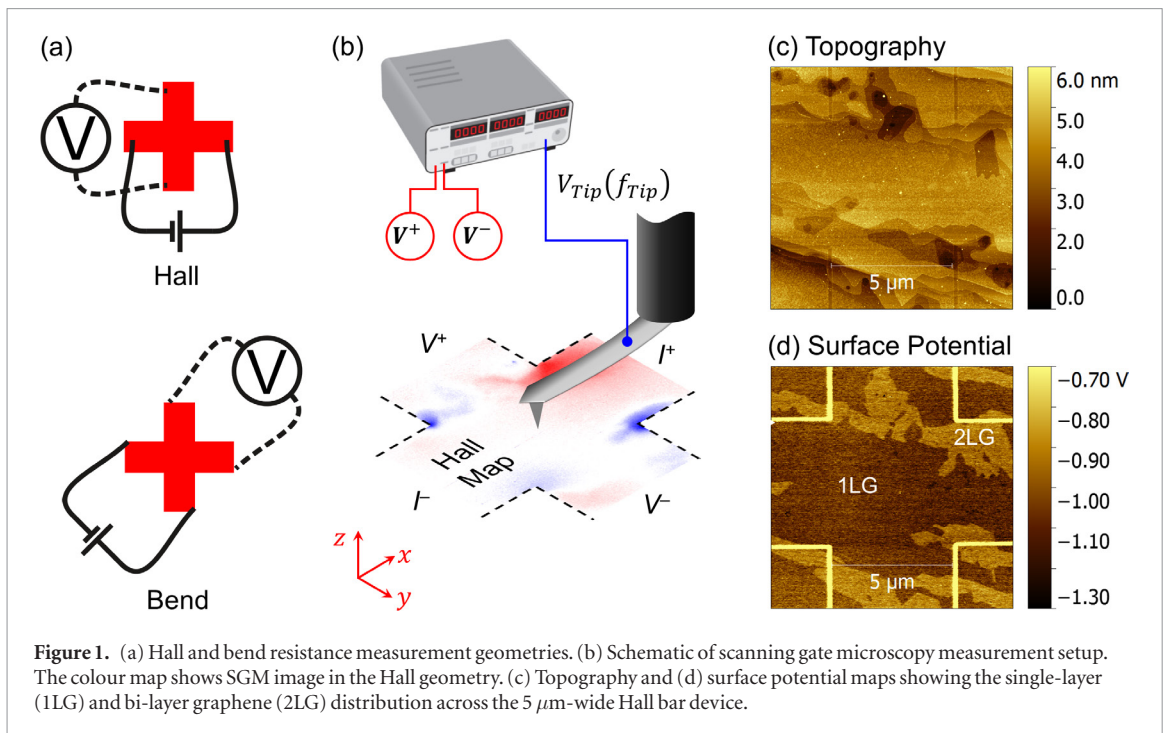 (a)
V
Hall
V
Bend
(b)
0000 0000 0000
V_Tip(f_Tip)
V⁺ V⁻
V⁺ I⁺
Hall
Map
I⁻ V⁻
z
x
y
(c) Topography
6.0 nm
5.0
4.0
3.0
2.0
0.0
5 µm
(d) Surface Potential
−0.70 V
−0.80
−0.90
−1.00
−1.10
−1.30
2LG
1LG
5 µm
Figure 1. (a) Hall and bend resistance measurement geometries. (b) Schematic of scanning gate microscopy measurement setup.
The colour map shows SGM image in the Hall geometry. (c) Topography and (d) surface potential maps showing the single-layer
(1LG) and bi-layer graphene (2LG) distribution across the 5 μm-wide Hall bar device.